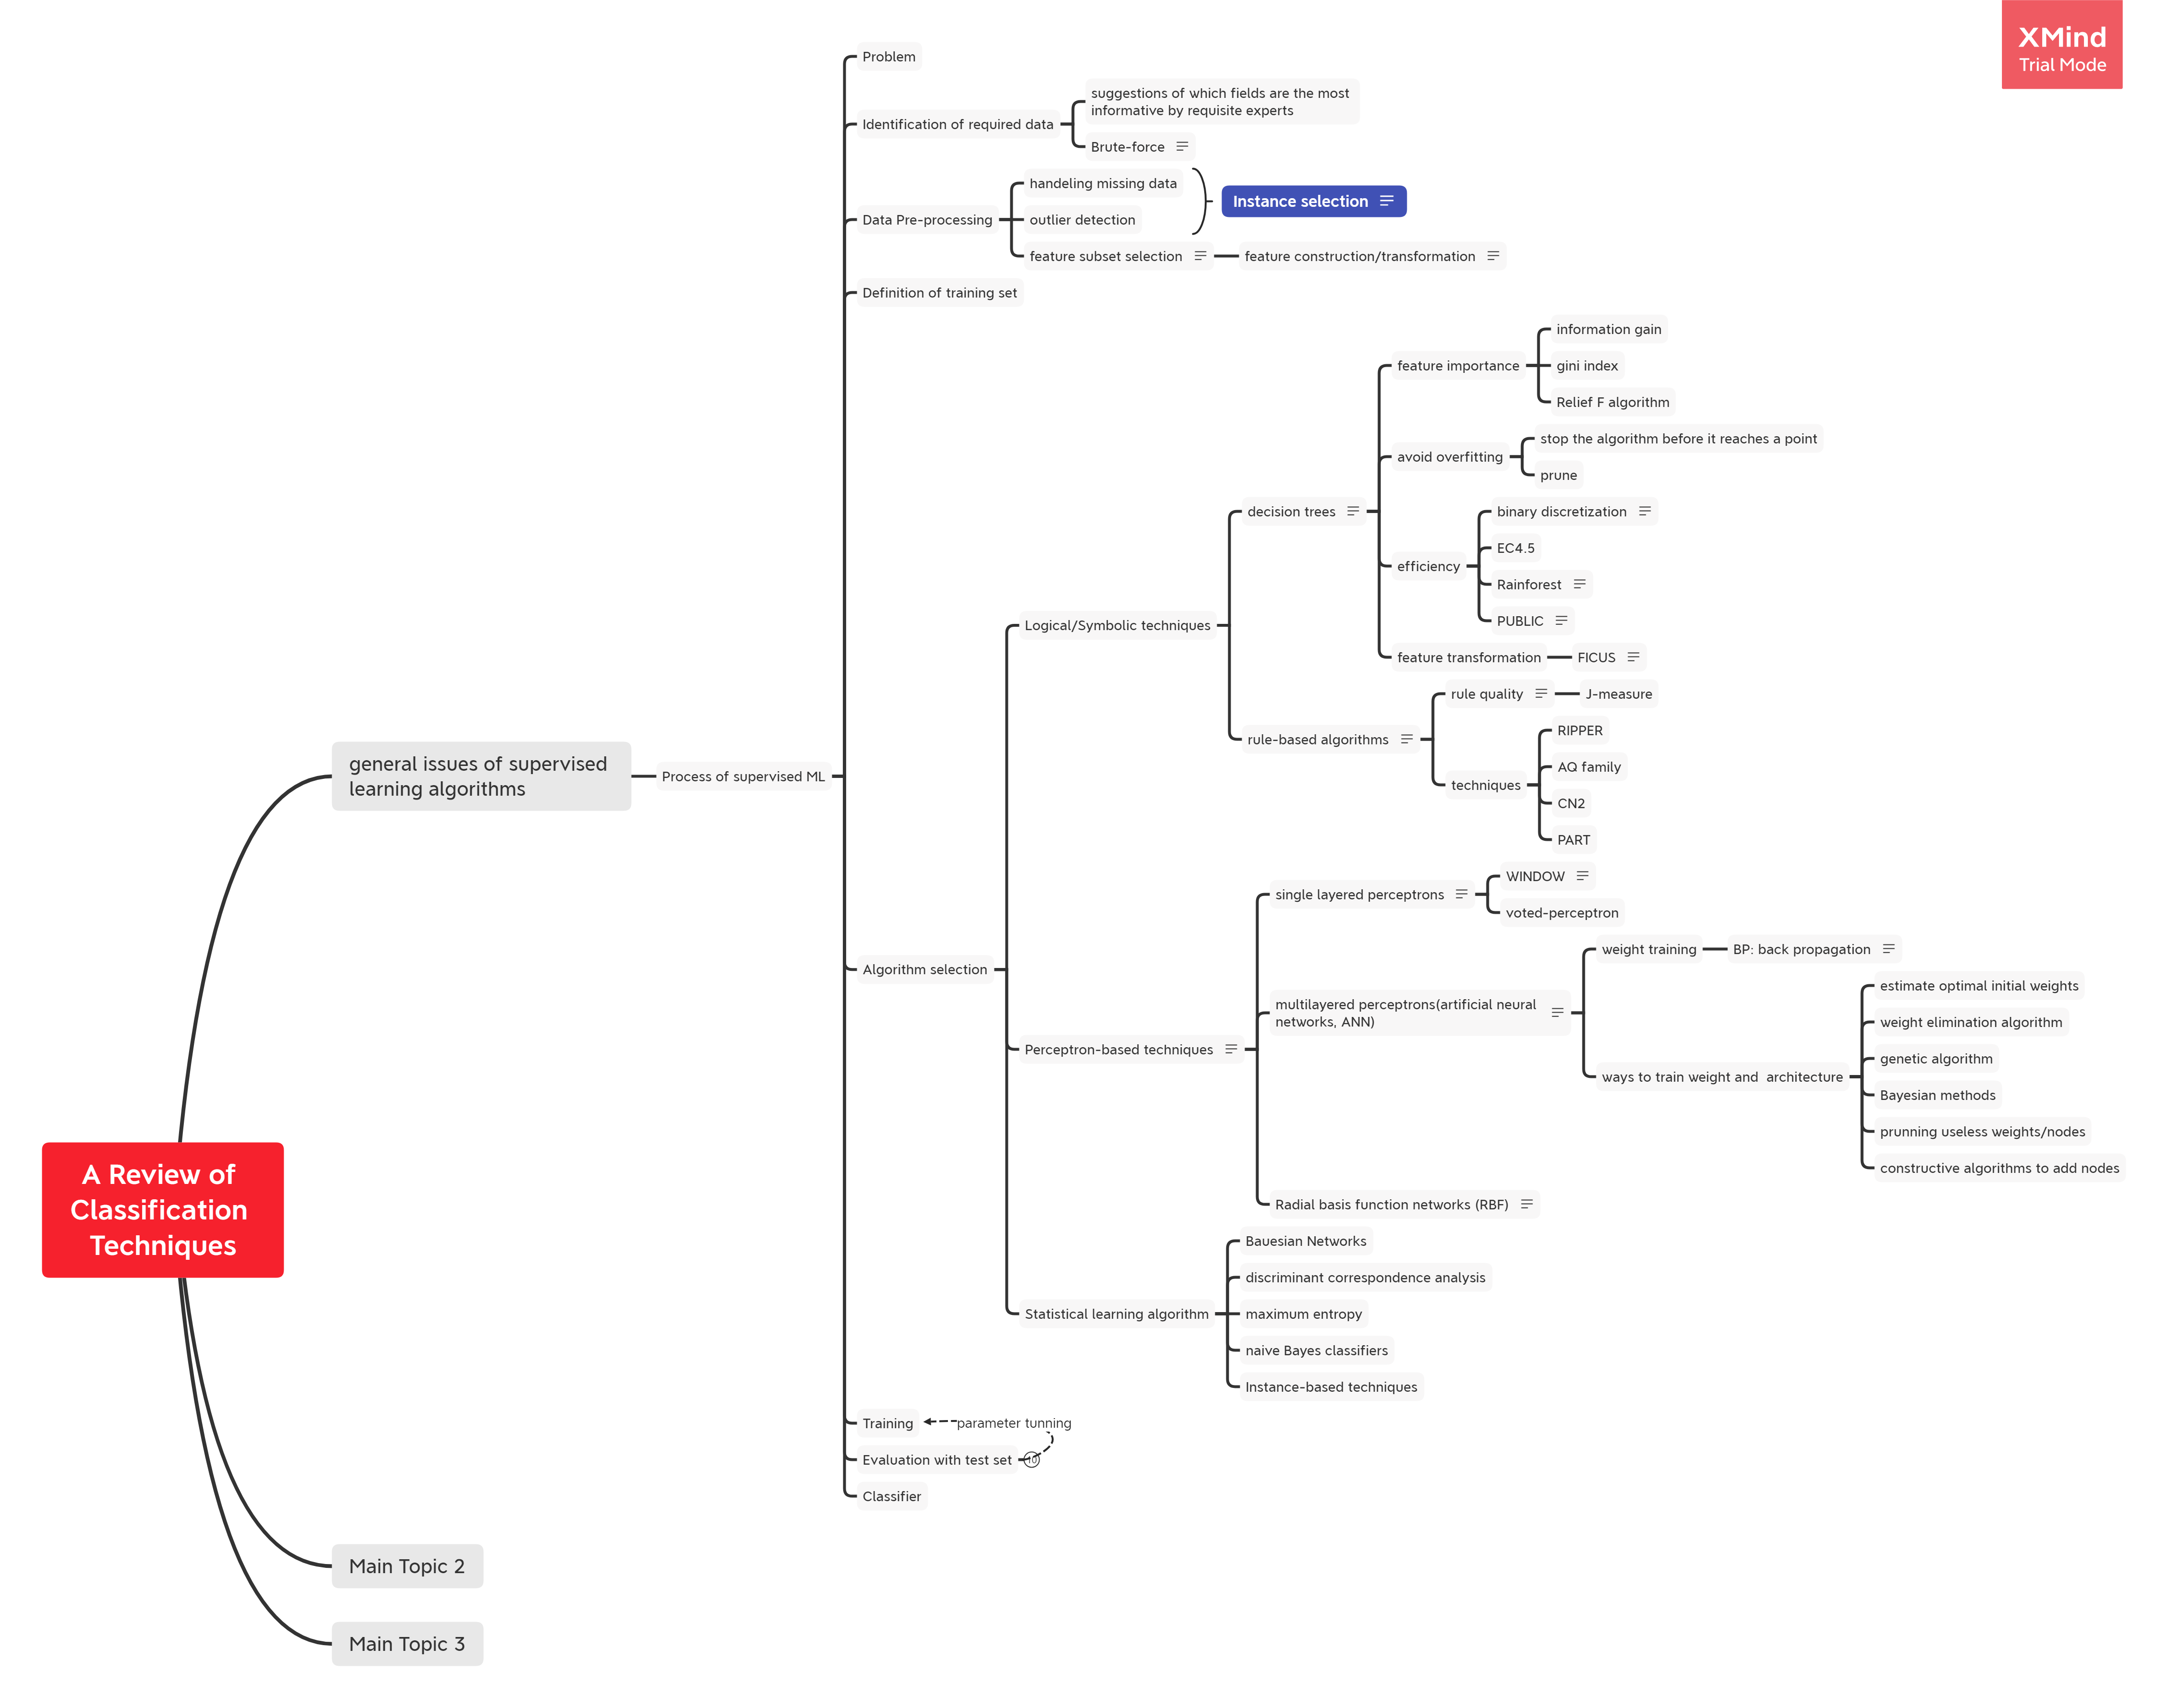 XMind
Trial Mode
Problem
Identification of required data
suggestions of which fields are the most
informative by requisite experts
Brute-force
Data Pre-processing
handeling missing data
outlier detection
Instance selection
feature subset selection
feature construction/transformation
Definition of training set
Algorithm selection
Logical/Symbolic techniques
decision trees
feature importance
information gain
gini index
Relief F algorithm
avoid overfitting
stop the algorithm before it reaches a point
prune
efficiency
binary discretization
EC4.5
Rainforest
PUBLIC
feature transformation
FICUS
rule-based algorithms
rule quality
J-measure
techniques
RIPPER
AQ family
CN2
PART
general issues of supervised
learning algorithms
Process of supervised ML
Perceptron-based techniques
single layered perceptrons
WINDOW
voted-perceptron
multilayered perceptrons(artificial neural
networks, ANN)
weight training
BP: back propagation
ways to train weight and  architecture
estimate optimal initial weights
weight elimination algorithm
genetic algorithm
Bayesian methods
prunning useless weights/nodes
constructive algorithms to add nodes
Radial basis function networks (RBF)
Statistical learning algorithm
Bauesian Networks
discriminant correspondence analysis
maximum entropy
naive Bayes classifiers
Instance-based techniques
Training
parameter tunning
Evaluation with test set
10
Classifier
A Review of
Classification
Techniques
Main Topic 2
Main Topic 3